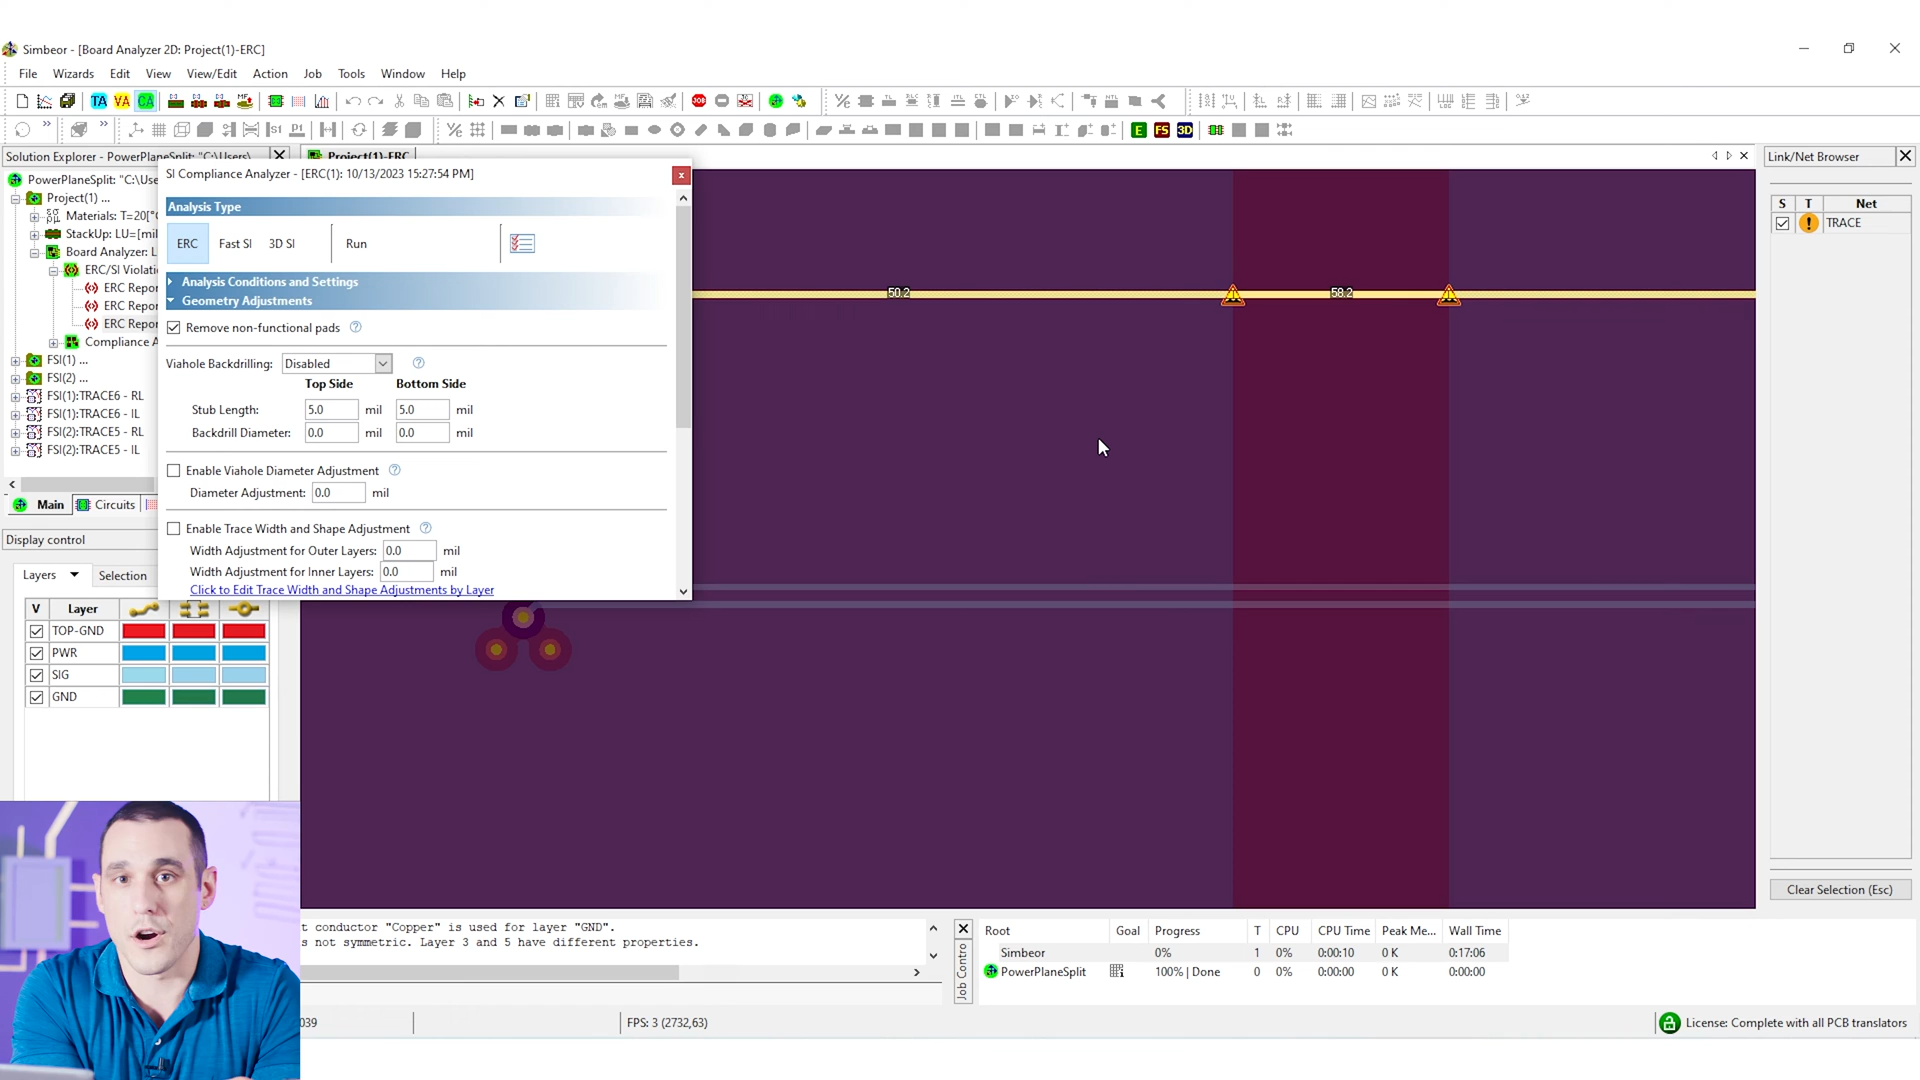 Simbeor - [Board Analyzer 2D: Project(1)-ERC]
File Wizards Edit View View/Edit Action Job Tools Window Help
TA VA CA
E FS 3D
Solution Explorer - PowerPlaneSplit: "C:\Users\
Project(1)-ERC
Link/Net Browser
PowerPlaneSplit: "C:\Use
Project(1) ...
Materials: T=20[°
StackUp: LU=[mil
Board Analyzer: L
ERC/SI Violati
ERC Repor
ERC Repor
ERC Repor
Compliance A
FSI(1) ...
FSI(2) ...
FSI(1):TRACE6 - RL
FSI(1):TRACE6 - IL
FSI(2):TRACE5 - RL
FSI(2):TRACE5 - IL
Main Circuits
SI Compliance Analyzer - [ERC(1): 10/13/2023 15:27:54 PM]
Analysis Type
ERC Fast SI 3D SI Run
Analysis Conditions and Settings
Geometry Adjustments
Remove non-functional pads
Viahole Backdrilling: Disabled
Top Side Bottom Side
Stub Length: 5.0 mil 5.0 mil
Backdrill Diameter: 0.0 mil 0.0 mil
Enable Viahole Diameter Adjustment
Diameter Adjustment: 0.0 mil
Enable Trace Width and Shape Adjustment
Width Adjustment for Outer Layers: 0.0 mil
Width Adjustment for Inner Layers: 0.0 mil
Click to Edit Trace Width and Shape Adjustments by Layer
50.2 58.2
S T Net
TRACE
Display control
Layers Selection
V Layer
TOP-GND
PWR
SIG
GND
Clear Selection (Esc)
t conductor "Copper" is used for layer "GND".
s not symmetric. Layer 3 and 5 have different properties.
Job Contro
Root Goal Progress T CPU CPU Time Peak Me... Wall Time
Simbeor 0% 1 0% 0:00:10 0 K 0:17:06
PowerPlaneSplit 100% | Done 0 0% 0:00:00 0 K 0:00:00
039 FPS: 3 (2732,63) License: Complete with all PCB translators